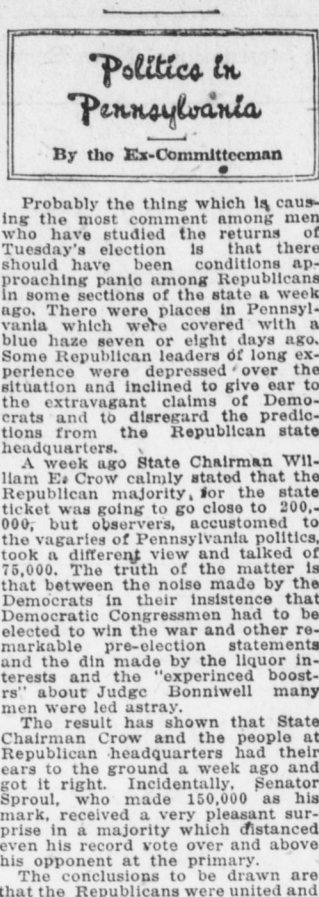 Politics in
Pennsylvania
By the Ex-Committeeman
Probably the thing which is caus-
ing the most comment among men
who have studied the returns of
Tuesday's election is that there
should have been conditions ap-
proaching panic among Republicans
in some sections of the state a week
ago. There were places in Pennsyl-
vania which were covered with a
blue haze seven or eight days ago.
Some Republican leaders of long ex-
perience were depressed over the
situation and inclined to give ear to
the extravagant claims of Demo-
crats and to disregard the predic-
tions from the Republican state
headquarters.
A week ago State Chairman Wil-
liam E. Crow calmly stated that the
Republican majority for the state
ticket was going to go close to 200,-
000, but observers, accustomed to
the vagaries of Pennsylvania politics,
took a different view and talked of
75,000. The truth of the matter is
that between the noise made by the
Democrats in their insistence that
Democratic Congressmen had to be
elected to win the war and other re-
markable pre-election statements
and the din made by the liquor in-
terests and the "experinced boost-
rs" about Judge Bonniwell many
men were led astray.
The result has shown that State
Chairman Crow and the people at
Republican headquarters had their
ears to the ground a week ago and
got it right. Incidentally, Senator
Sproul, who made 150,000 as his
mark, received a very pleasant sur-
prise in a majority which distanced
even his record vote over and above
his opponent at the primary.
The conclusions to be drawn are
that the Republicans were united and